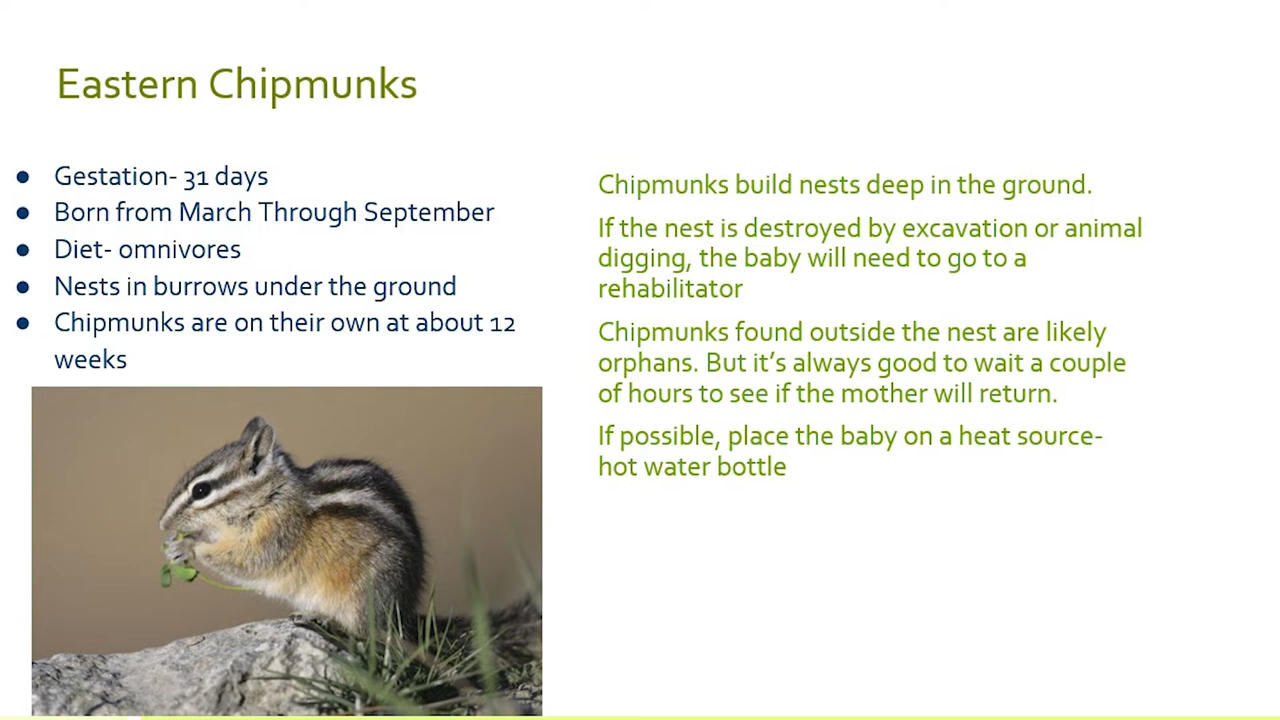 Eastern Chipmunks
● Gestation- 31 days
● Born from March Through September
● Diet- omnivores
● Nests in burrows under the ground
● Chipmunks are on their own at about 12
weeks
Chipmunks build nests deep in the ground.
If the nest is destroyed by excavation or animal
digging, the baby will need to go to a
rehabilitator
Chipmunks found outside the nest are likely
orphans. But it’s always good to wait a couple
of hours to see if the mother will return.
If possible, place the baby on a heat source-
hot water bottle